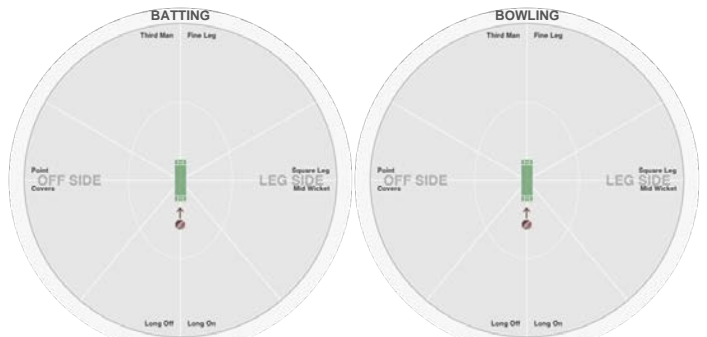 BATTING
Third Man Fine Leg
Point
OFF SIDE
Covers
Square Leg
LEG SIDE
Mid Wicket
Long Off Long On
BOWLING
Third Man Fine Leg
Point
OFF SIDE
Covers
Square Leg
LEG SIDE
Mid Wicket
Long Off Long On